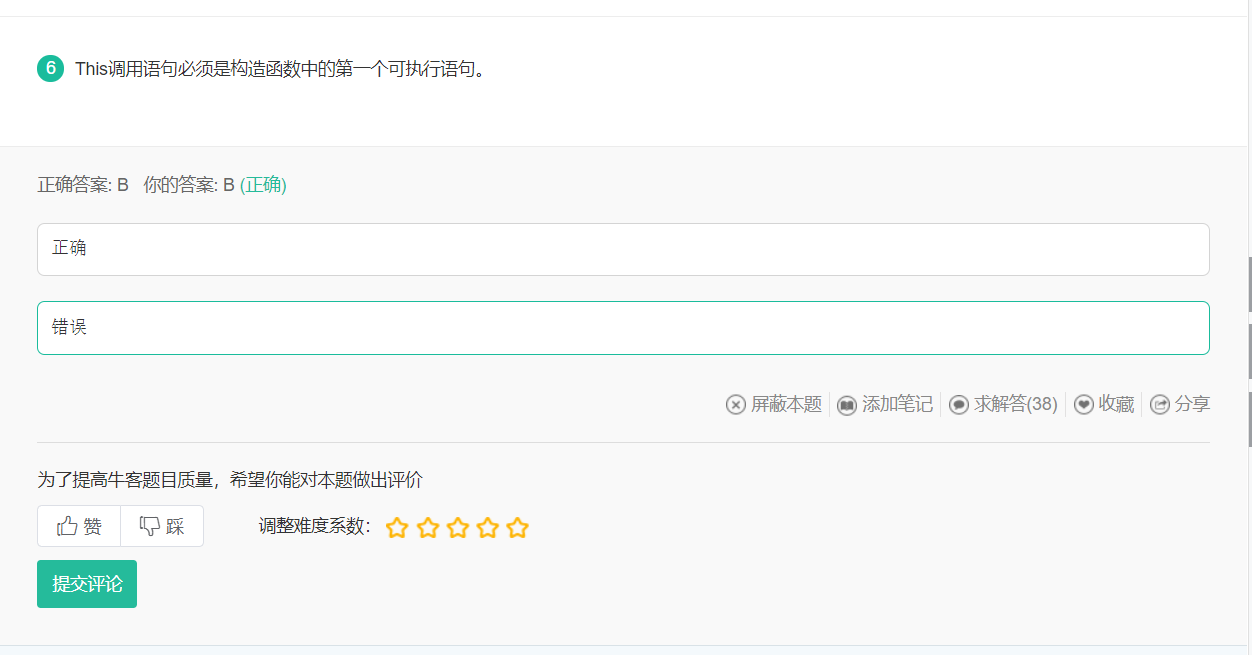 6 This调用语句必须是构造函数中的第一个可执行语句。
正确答案: B 你的答案: B (正确)
正确
错误
屏蔽本题 添加笔记 求解答(38) 收藏 分享
为了提高牛客题目质量，希望你能对本题做出评价
赞 踩 调整难度系数：
提交评论